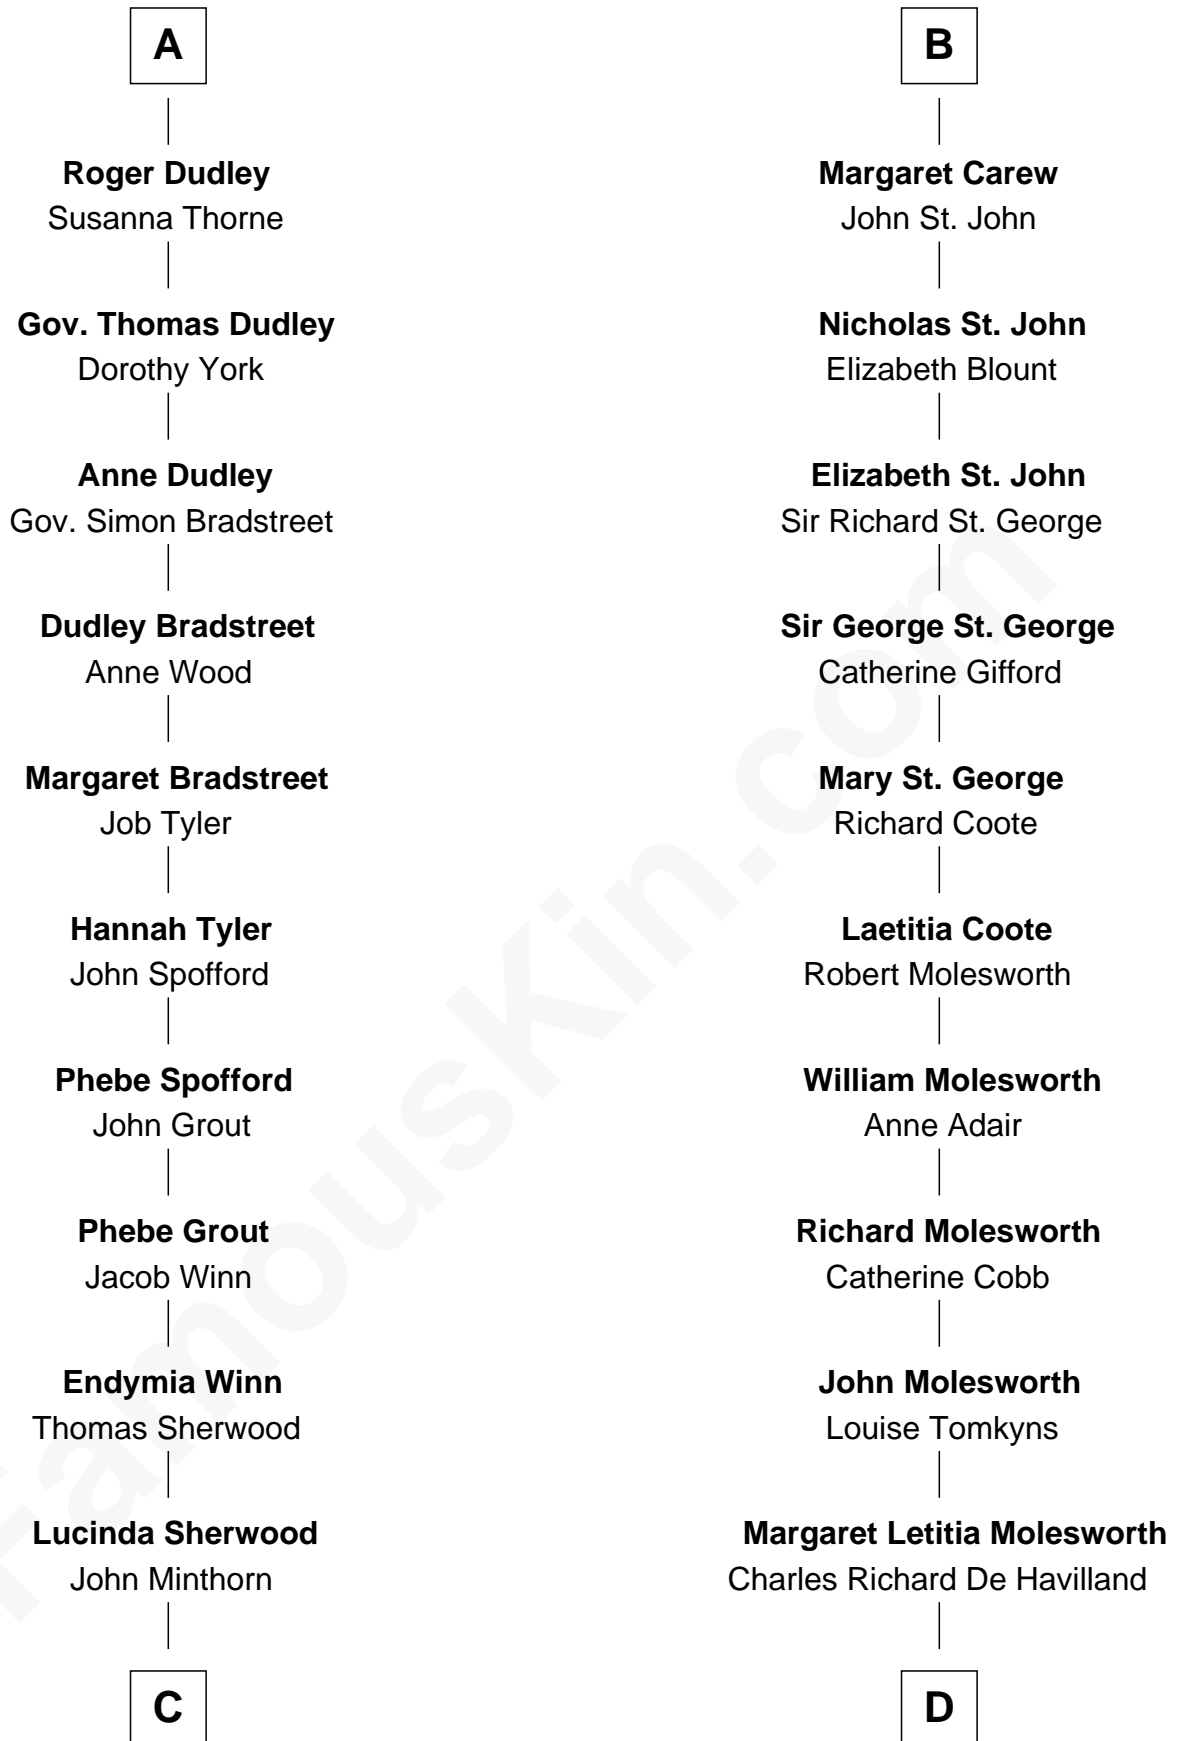 A
Roger Dudley
Susanna Thorne
Gov. Thomas Dudley
Dorothy York
Anne Dudley
Gov. Simon Bradstreet
Dudley Bradstreet
Anne Wood
Margaret Bradstreet
Job Tyler
Hannah Tyler
John Spofford
Phebe Spofford
John Grout
Phebe Grout
Jacob Winn
Endymia Winn
Thomas Sherwood
Lucinda Sherwood
John Minthorn
C
B
Margaret Carew
John St. John
Nicholas St. John
Elizabeth Blount
Elizabeth St. John
Sir Richard St. George
Sir George St. George
Catherine Gifford
Mary St. George
Richard Coote
Laetitia Coote
Robert Molesworth
William Molesworth
Anne Adair
Richard Molesworth
Catherine Cobb
John Molesworth
Louise Tomkyns
Margaret Letitia Molesworth
Charles Richard De Havilland
D
FamousKin.com